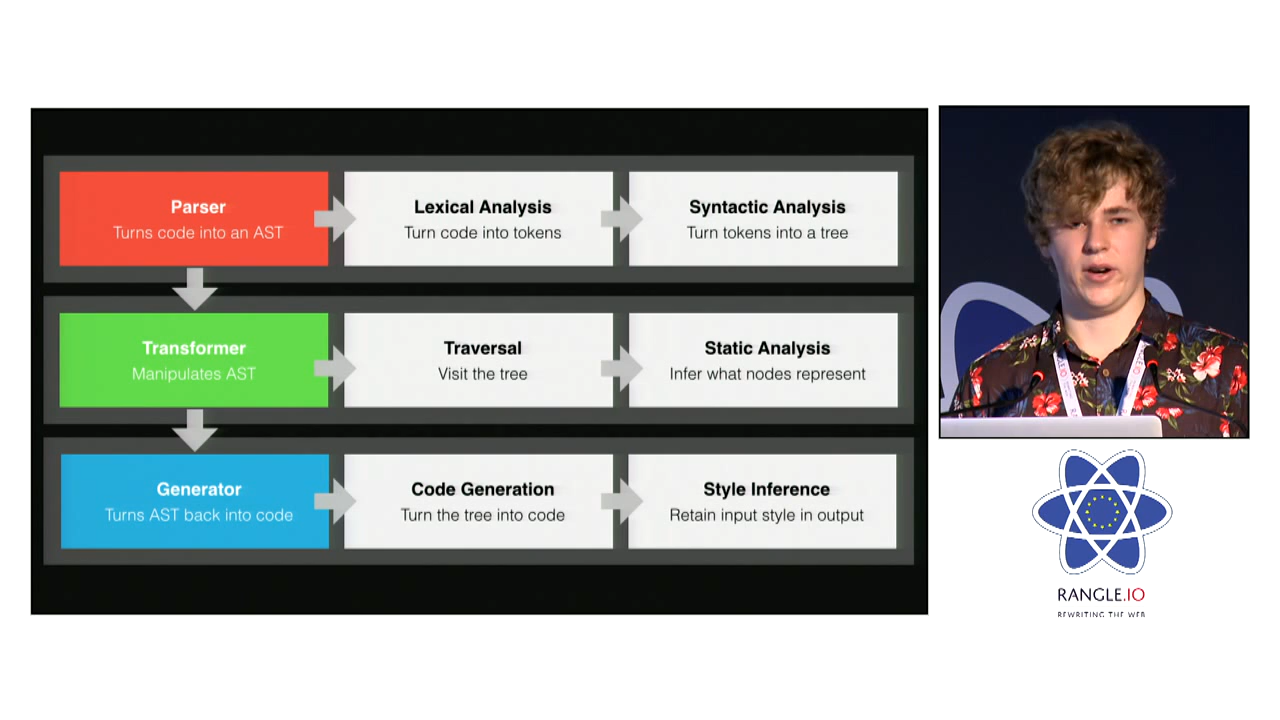 Parser
Turns code into an AST
Lexical Analysis
Turn code into tokens
Syntactic Analysis
Turn tokens into a tree
Transformer
Manipulates AST
Traversal
Visit the tree
Static Analysis
Infer what nodes represent
Generator
Turns AST back into code
Code Generation
Turn the tree into code
Style Inference
Retain input style in output
RANGLE.IO
REWRITING THE WEB